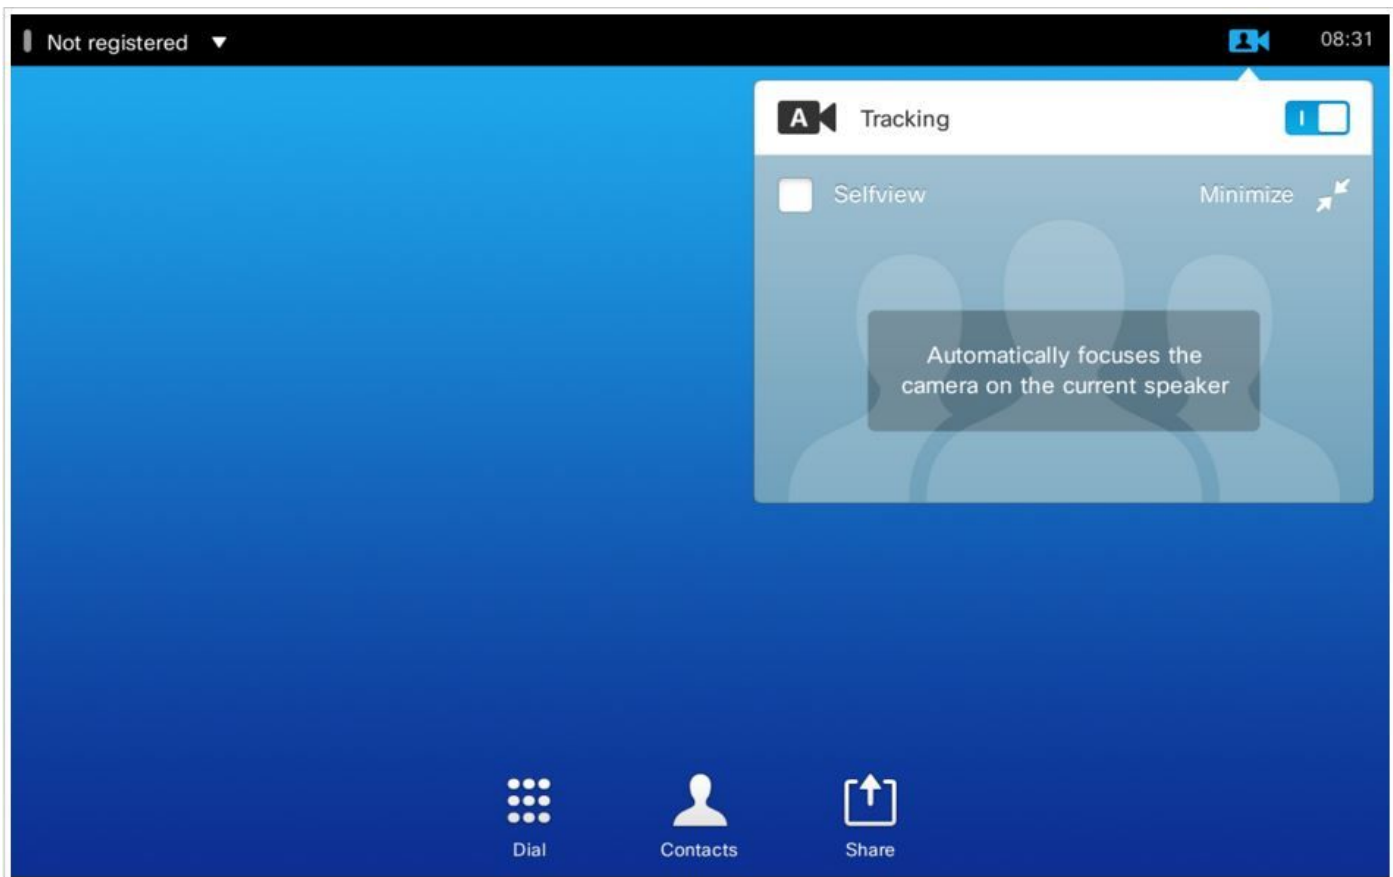 Not registered
08:31
A
Tracking
I
Selfview
Minimize
Automatically focuses the
camera on the current speaker
Dial
Contacts
Share